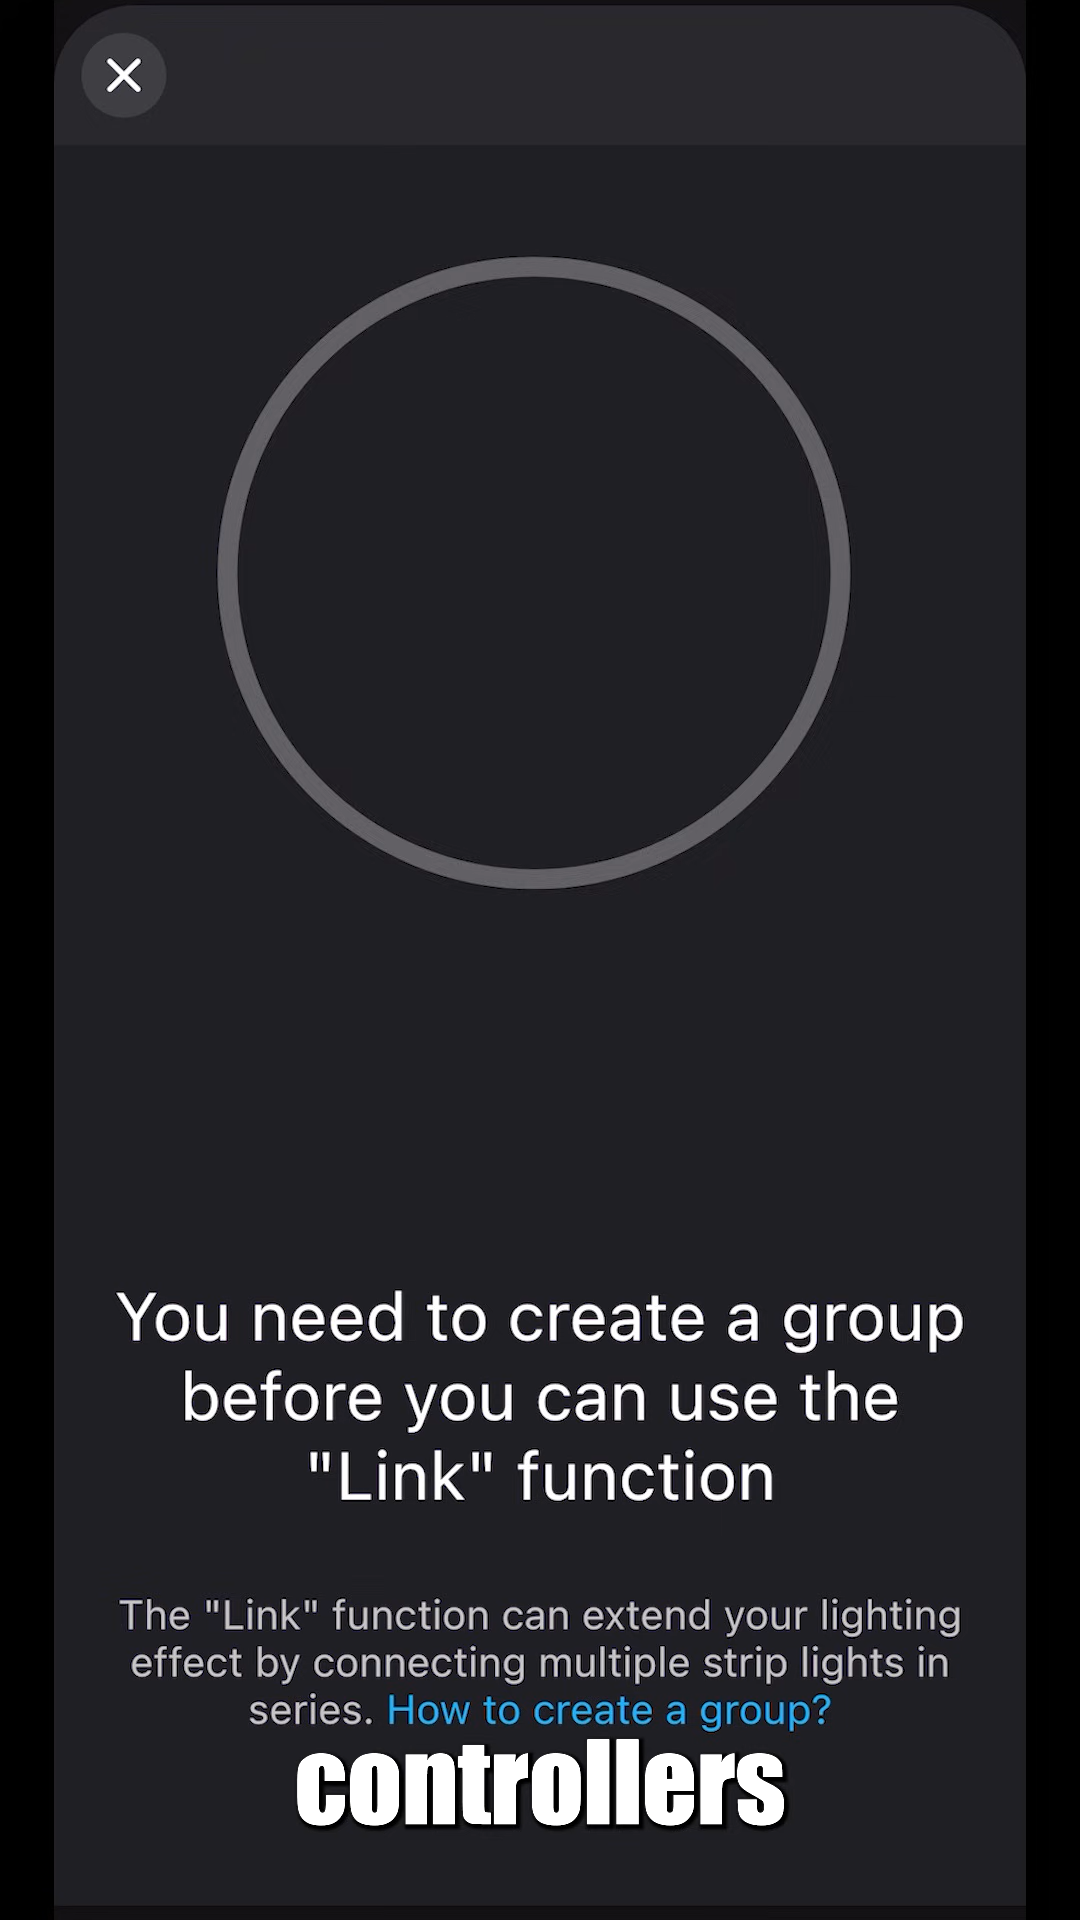 You need to create a group
before you can use the
"Link" function
The "Link" function can extend your lighting
effect by connecting multiple strip lights in
series. How to create a group?
controllers